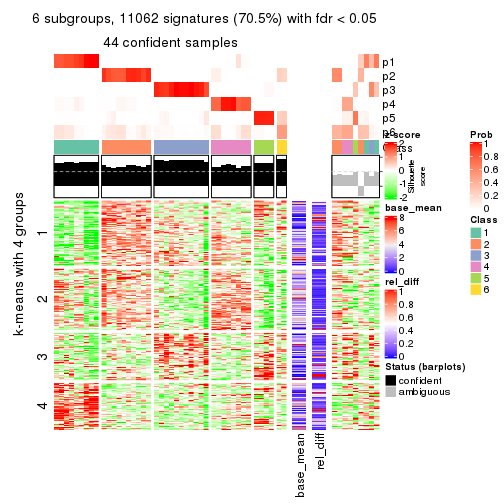 6 subgroups, 11062 signatures (70.5%) with fdr < 0.05
44 confident samples
p1
p2
p3
p4
p5
p6
Class
Silhouette
score
k-means with 4 groups
1
2
3
4
base_mean
rel_diff
z-score
2
-2
base_mean
8
6
4
2
0
rel_diff
1
0.8
0.6
0.4
0.2
0
Status (barplots)
confident
ambiguous
Prob
1
0.8
0.6
0.4
0.2
0
Class
1
2
3
4
5
6